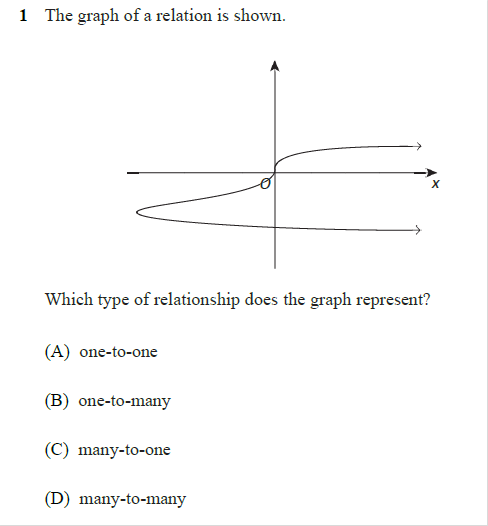 1 The graph of a relation is shown.
O
x
Which type of relationship does the graph represent?
(A) one-to-one
(B) one-to-many
(C) many-to-one
(D) many-to-many